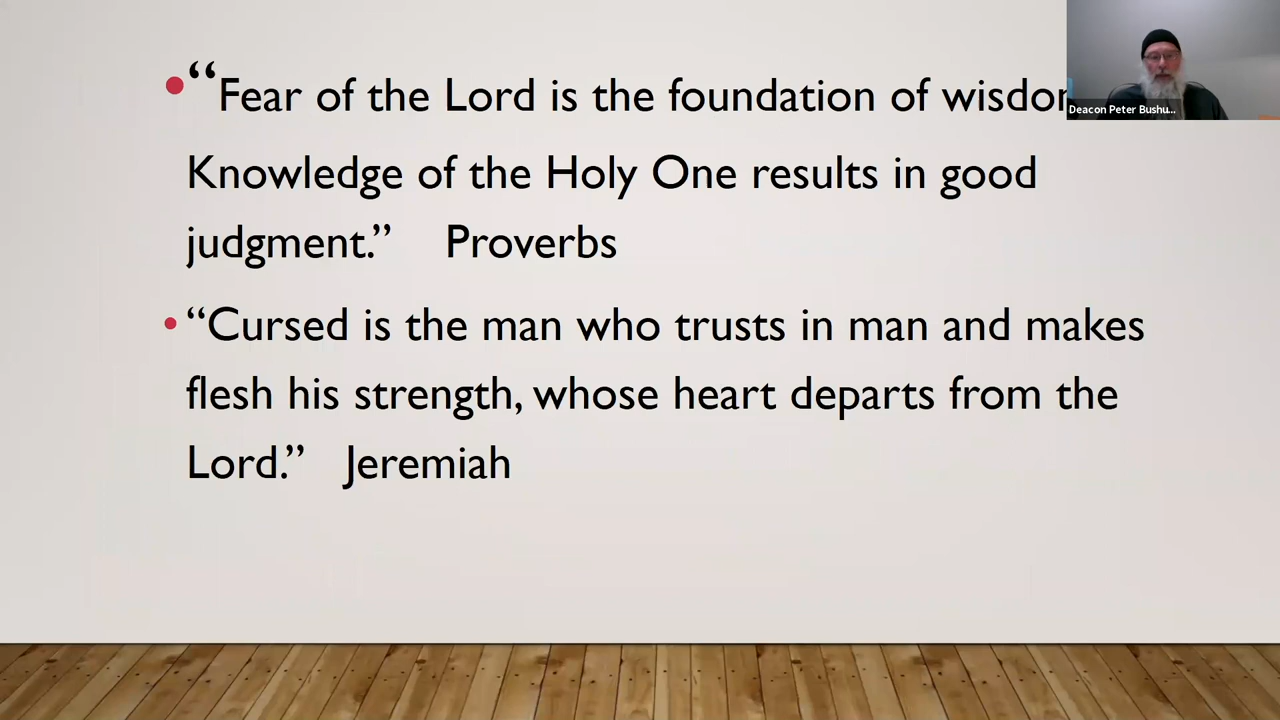 “Fear of the Lord is the foundation of
Deacon Peter Bushu...
Knowledge of the Holy One results in good
judgment.” Proverbs
“Cursed is the man who trusts in man and makes
flesh his strength, whose heart departs from the
Lord.” Jeremiah